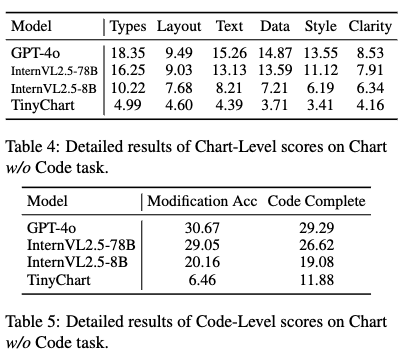 Model Types Layout Text Data Style Clarity
GPT-4o 18.35 9.49 15.26 14.87 13.55 8.53
InternVL2.5-78B 16.25 9.03 13.13 13.59 11.12 7.91
InternVL2.5-8B 10.22 7.68 8.21 7.21 6.19 6.34
TinyChart 4.99 4.60 4.39 3.71 3.41 4.16
Table 4: Detailed results of Chart-Level scores on Chart
w/o Code task.
Model Modification Acc Code Complete
GPT-4o 30.67 29.29
InternVL2.5-78B 29.05 26.62
InternVL2.5-8B 20.16 19.08
TinyChart 6.46 11.88
Table 5: Detailed results of Code-Level scores on Chart
w/o Code task.